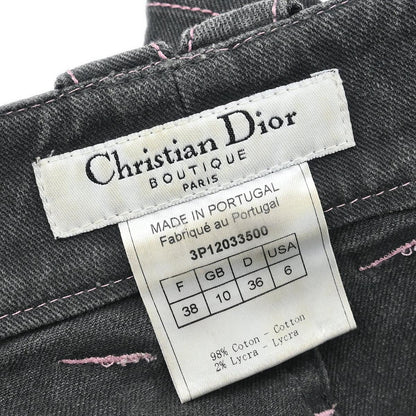 Christian Dior
BOUTIQUE
PARIS
MADE IN PORTUGAL
Fabriqué au Portugal
3P12033500
F GB D USA
38 10 36 6
98% Coton - Cotton
2% Lycra - Lycra